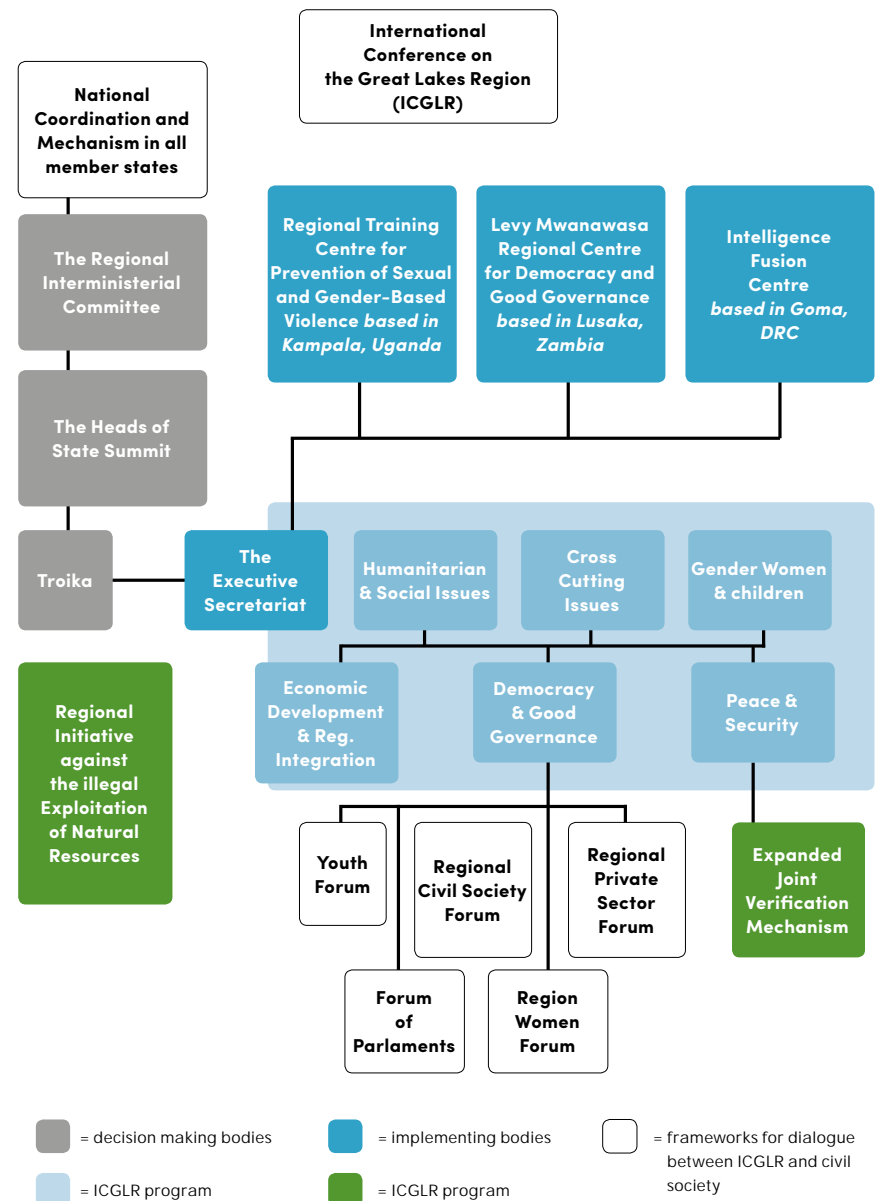 International
Conference on
the Great Lakes Region
(ICGLR)
National
Coordination and
Mechanism in all
member states
The Regional
Interministerial
Committee
The Heads of
State Summit
Troika
Regional Training
Centre for
Prevention of Sexual
and Gender-Based
Violence based in
Kampala, Uganda
Levy Mwanawasa
Regional Centre
for Democracy and
Good Governance
based in Lusaka,
Zambia
Intelligence
Fusion
Centre
based in Goma,
DRC
The
Executive
Secretariat
Humanitarian
& Social Issues
Cross
Cutting
Issues
Gender Women
& children
Economic
Development
& Reg.
Integration
Democracy
& Good
Governance
Peace &
Security
Regional
Initiative
against
the illegal
Exploitation
of Natural
Resources
Youth
Forum
Regional
Civil Society
Forum
Regional
Private
Sector
Forum
Expanded
Joint
Verification
Mechanism
Forum
of
Parlaments
Region
Women
Forum
= decision making bodies
= implementing bodies
= frameworks for dialogue
between ICGLR and civil
society
= ICGLR program
= ICGLR program